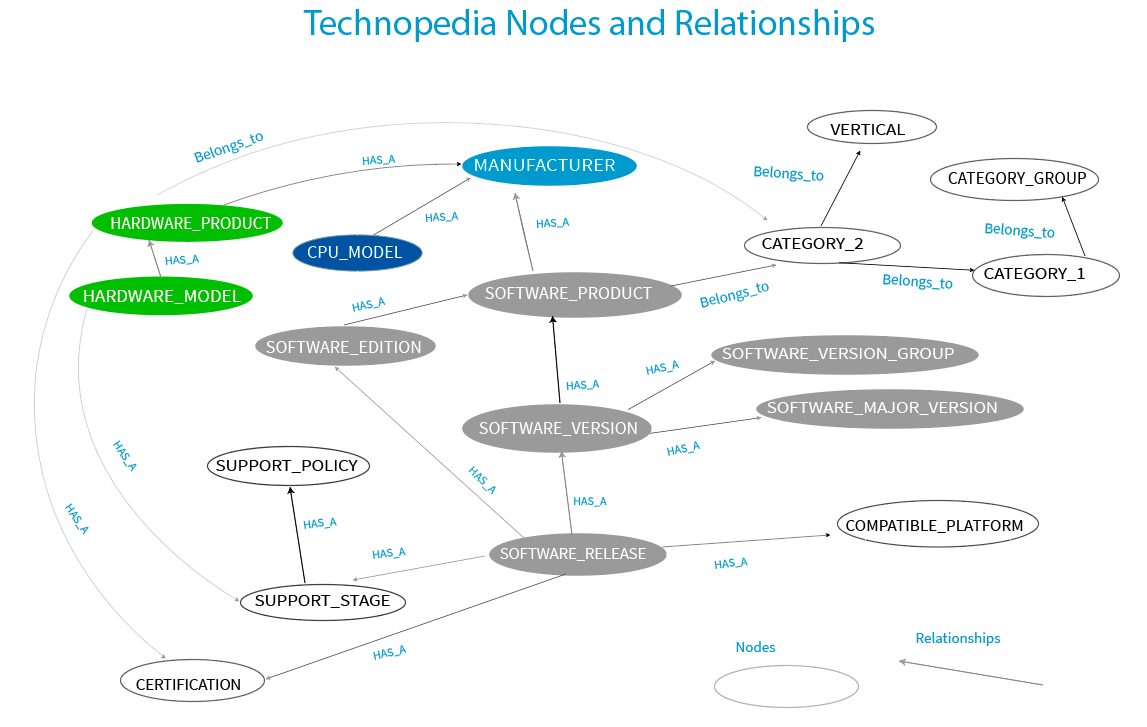 Technopedia Nodes and Relationships
VERTICAL
Belongs_to
HAS_A
MANUFACTURER
Belongs_to
CATEGORY_GROUP
HARDWARE_PRODUCT
HAS_A
HAS_A
Belongs_to
CPU_MODEL
CATEGORY_2
HAS_A
CATEGORY_1
Belongs_to
HARDWARE_MODEL
SOFTWARE_PRODUCT
Belongs_to
HAS_A
SOFTWARE_EDITION
SOFTWARE_VERSION_GROUP
HAS_A
HAS_A
SOFTWARE_MAJOR_VERSION
SOFTWARE_VERSION
HAS_A
HAS_A
SUPPORT_POLICY
HAS_A
HAS_A
HAS_A
HAS_A
COMPATIBLE_PLATFORM
HAS_A
SOFTWARE_RELEASE
HAS_A
SUPPORT_STAGE
HAS_A
CERTIFICATION
Nodes
Relationships